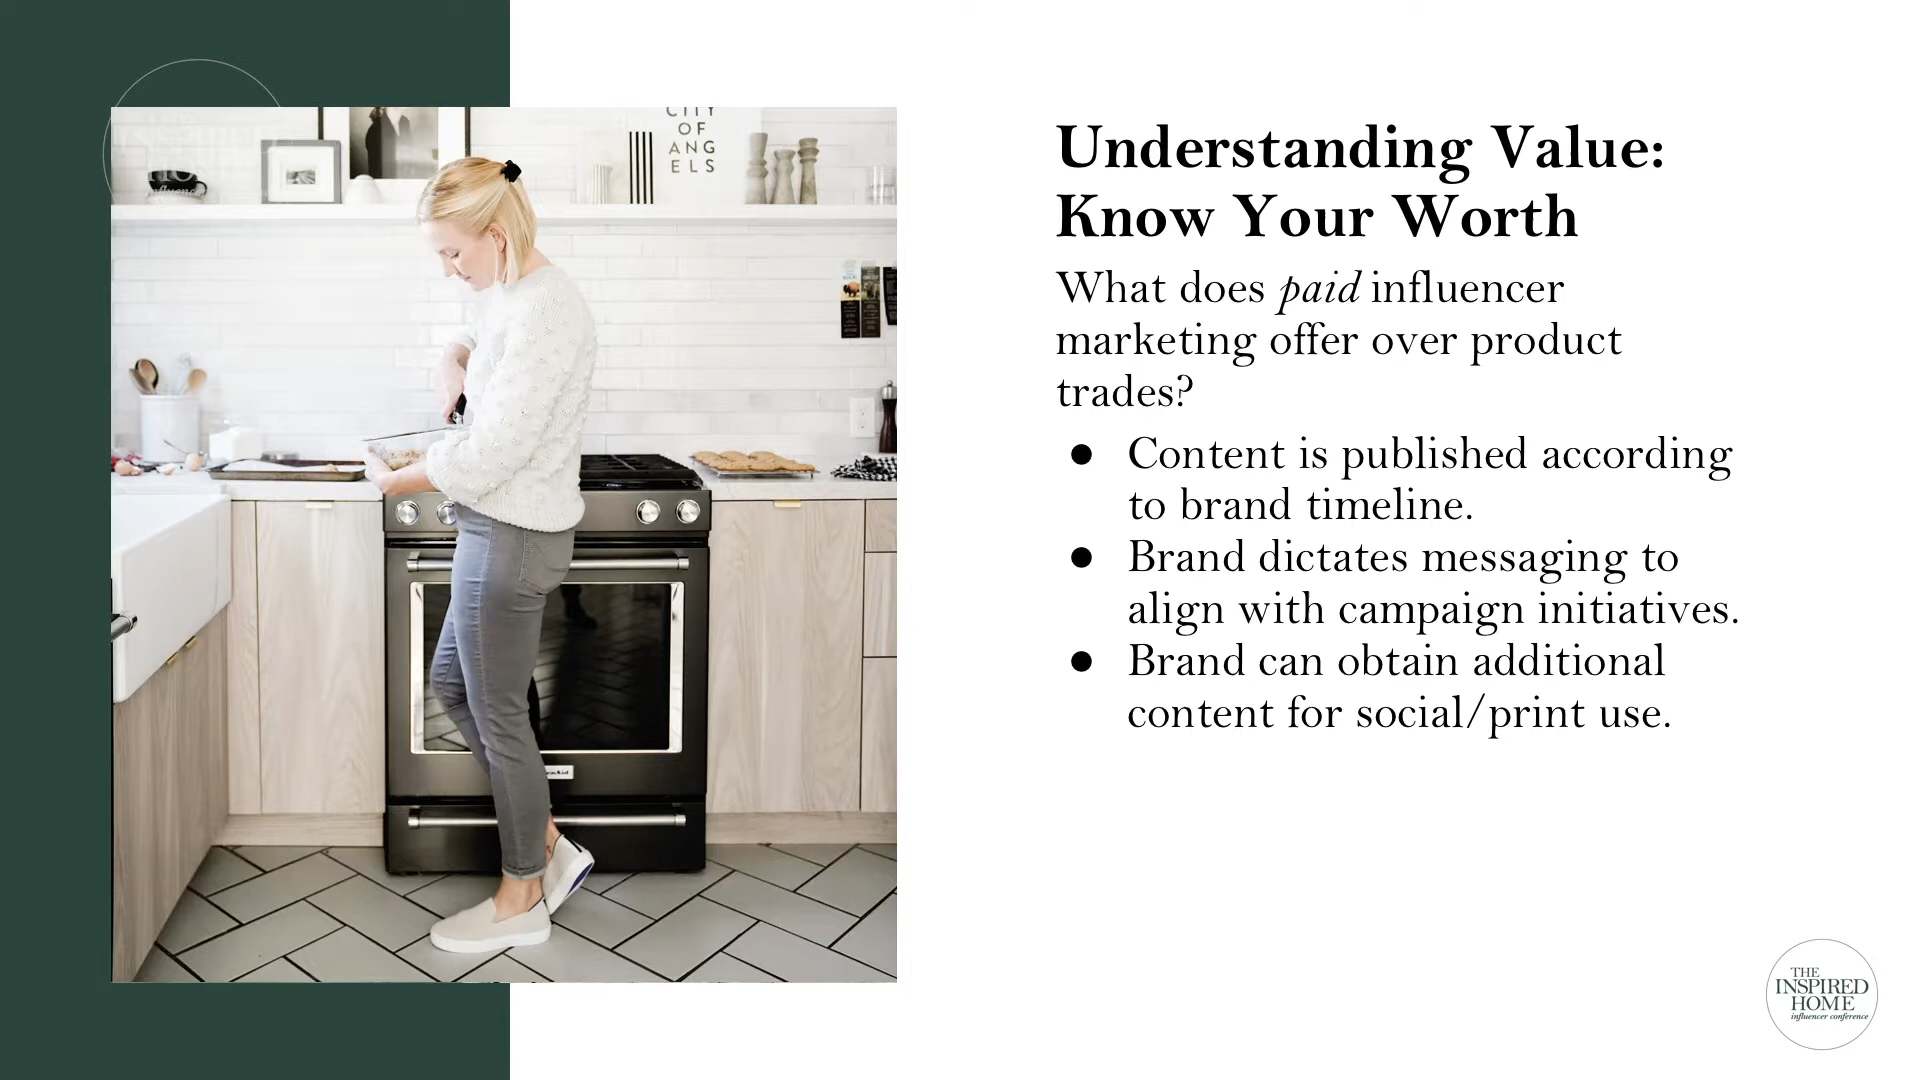 CITY
OF
ANG
ELS
Understanding Value:
Know Your Worth
What does paid influencer
marketing offer over product
trades?
● Content is published according
to brand timeline.
● Brand dictates messaging to
align with campaign initiatives.
● Brand can obtain additional
content for social/print use.
THE
INSPIRED
HOME
influencer conference